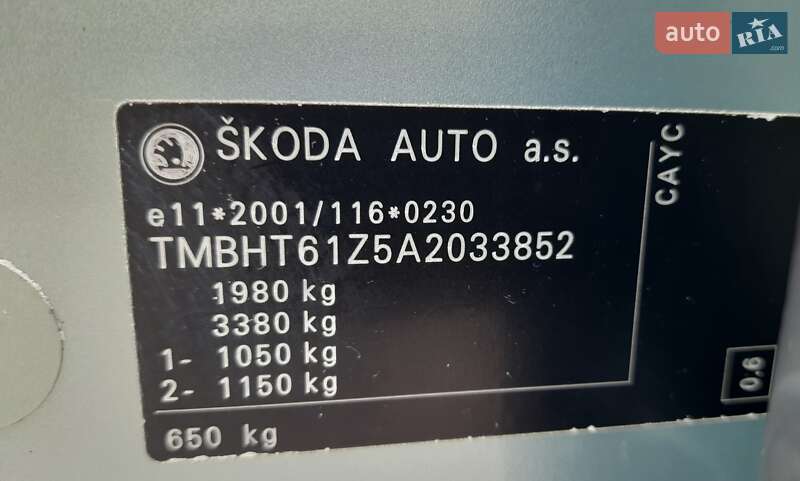 auto RIA
.com
ŠKODA AUTO a.s.
e11*2001/116*0230
TMBHT61Z5A2033852
1980 kg
3380 kg
1- 1050 kg
2- 1150 kg
650 kg
CAYC
0.6